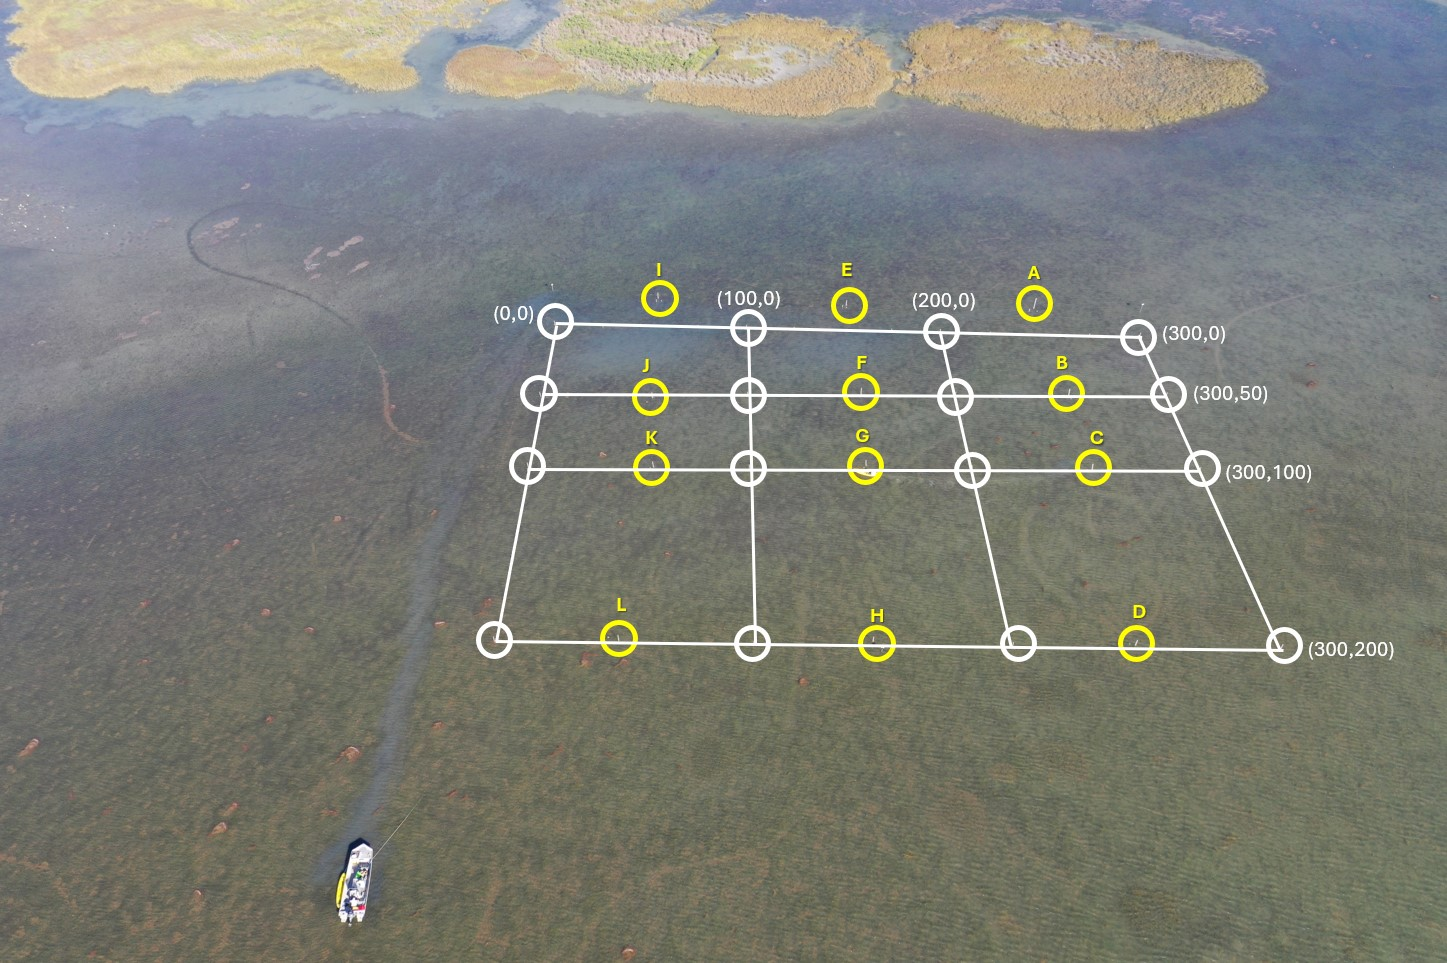 I
E
A
(0,0)
(100,0)
(200,0)
(300,0)
J
F
B
(300,50)
K
G
C
(300,100)
L
H
D
(300,200)